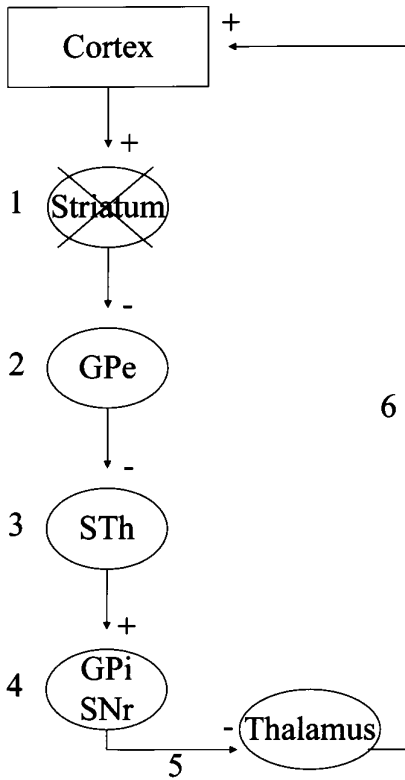 +
Cortex
+
1 Striatum
-
2 GPe
-
3 STh
+
4 GPi
SNr
- Thalamus
5
6